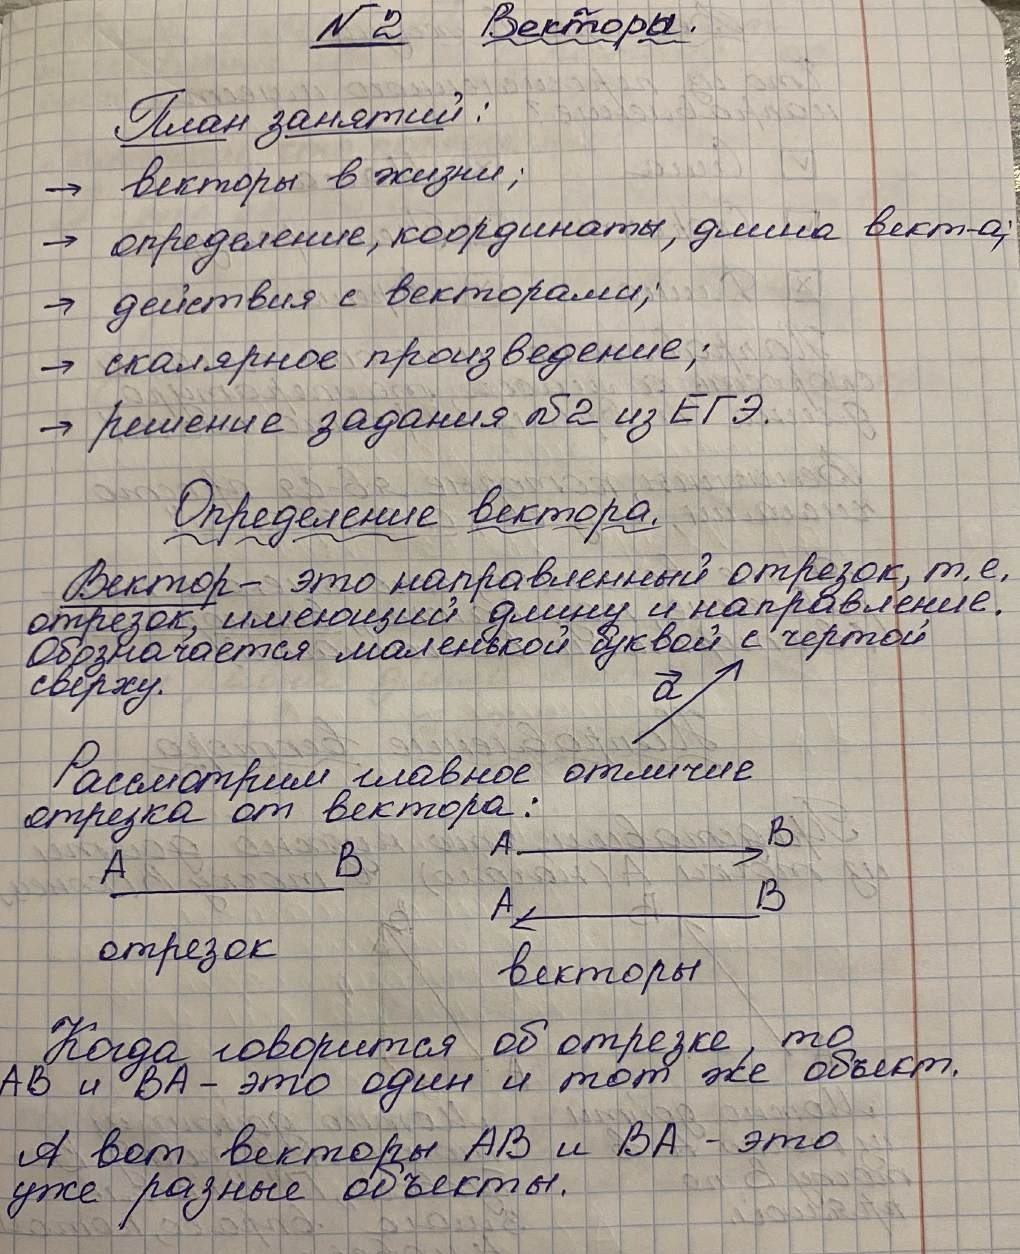 №2 Векторы.
План занятий:
→ векторы в жизни;
→ определение, координаты, длина вект-а;
→ действия с векторами;
→ скалярное произведение;
→ решение задания №2 из ЕГЭ.
Определение вектора.
Вектор – это направленный отрезок, т.е.
отрезок, имеющий длину и направление.
Обозначается маленькой буквой с чертой
сверху.
a⃗
Рассмотрим главное отличие
отрезка от вектора:
A B
A B
A B
отрезок
векторы
Когда говорится об отрезке, то
AB и BA – это один и тот же объект.
А вот векторы AB и BA – это
уже разные объекты.